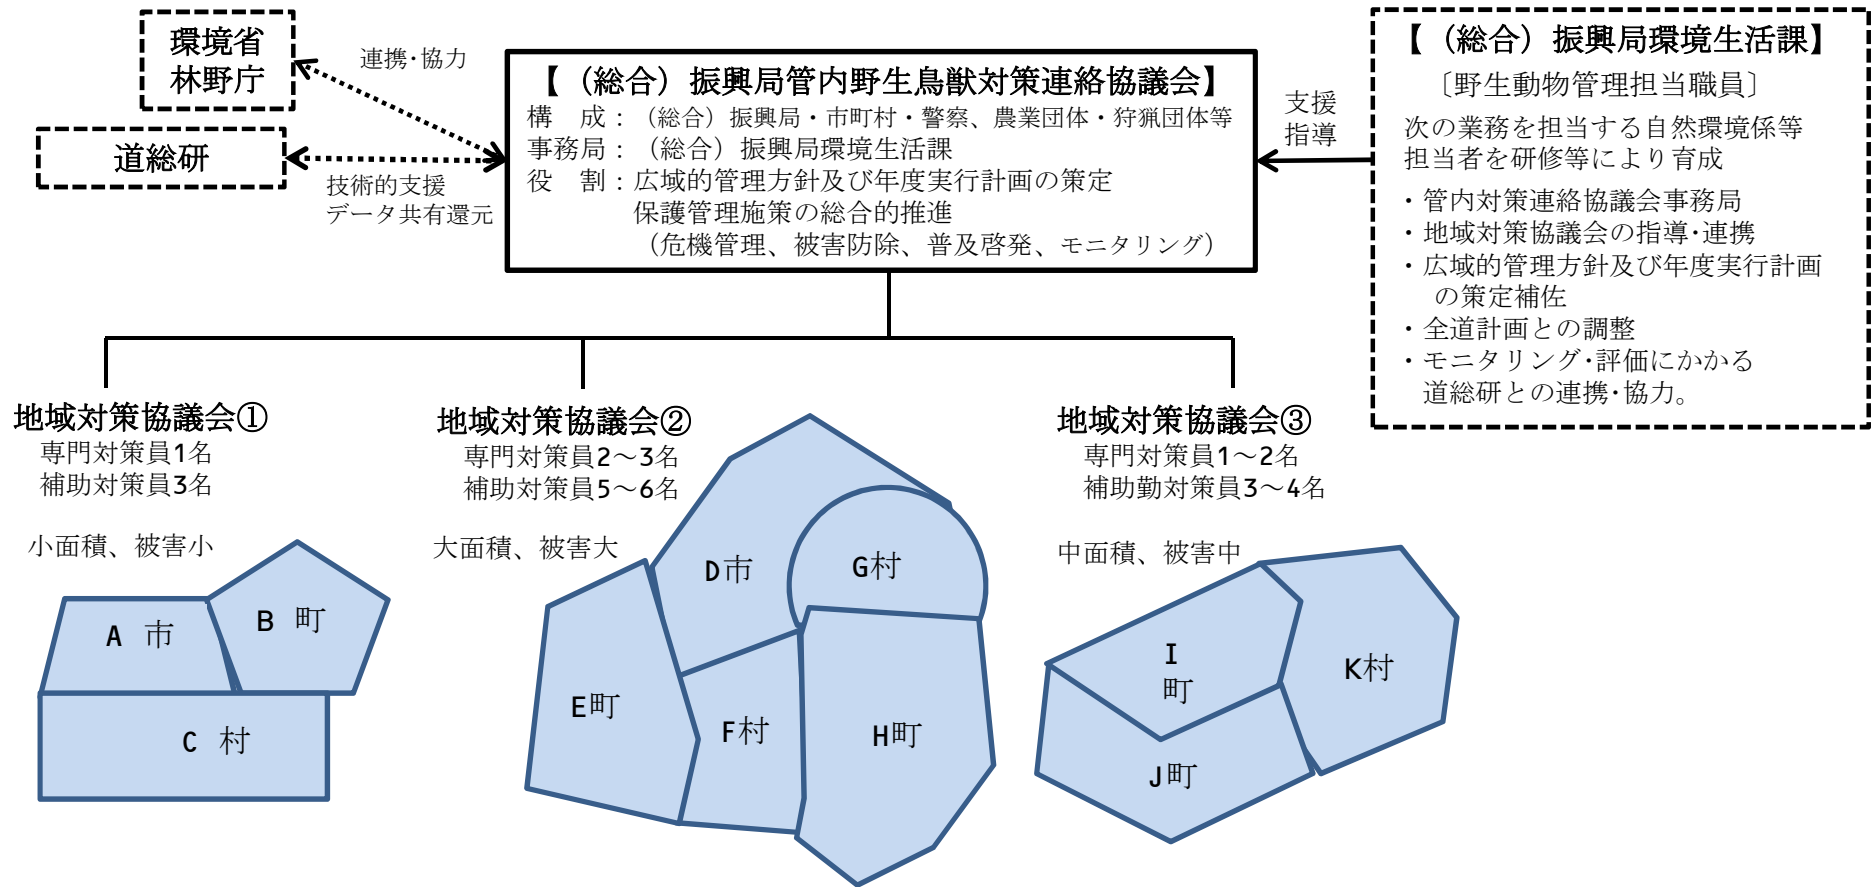 環境省
林野庁
連携・協力
道総研
技術的支援
データ共有還元
【（総合）振興局管内野生鳥獣対策連絡協議会】
構　成：（総合）振興局・市町村・警察、農業団体・狩猟団体等
事務局：（総合）振興局環境生活課
役　割：広域的管理方針及び年度実行計画の策定
保護管理施策の総合的推進
（危機管理、被害防除、普及啓発、モニタリング）
支援
指導
【（総合）振興局環境生活課】
〔野生動物管理担当職員〕
次の業務を担当する自然環境係等
担当者を研修等により育成
・管内対策連絡協議会事務局
・地域対策協議会の指導・連携
・広域的管理方針及び年度実行計画
の策定補佐
・全道計画との調整
・モニタリング・評価にかかる
道総研との連携・協力。
地域対策協議会①
専門対策員1名
補助対策員3名
小面積、被害小
A 市
B 町
C 村
地域対策協議会②
専門対策員2～3名
補助対策員5～6名
大面積、被害大
D市
G村
E町
F村
H町
地域対策協議会③
専門対策員1～2名
補助勤対策員3～4名
中面積、被害中
I
町
K村
J町